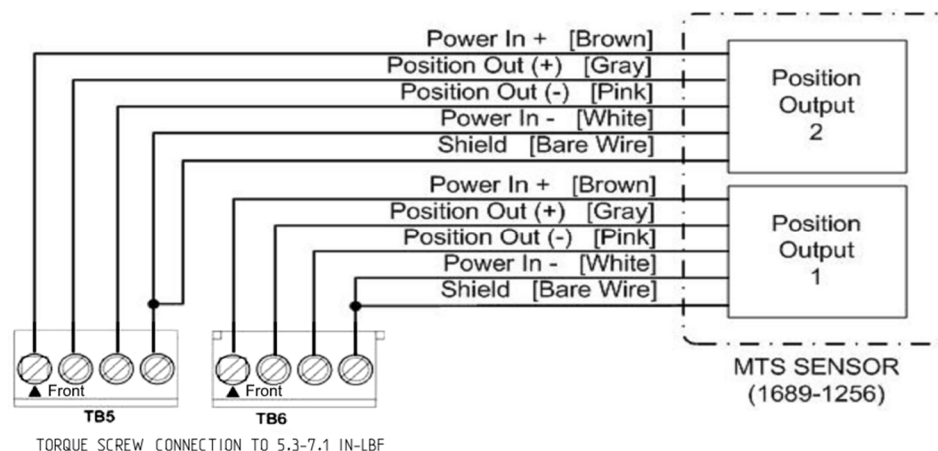 Power In + [Brown]
Position Out (+) [Gray]
Position Out (-) [Pink]
Power In - [White]
Shield [Bare Wire]
Position
Output
2
Power In + [Brown]
Position Out (+) [Gray]
Position Out (-) [Pink]
Power In - [White]
Shield [Bare Wire]
Position
Output
1
MTS SENSOR
(1689-1256)
Front
TB5
Front
TB6
TORQUE SCREW CONNECTION TO 5.3-7.1 IN-LBF